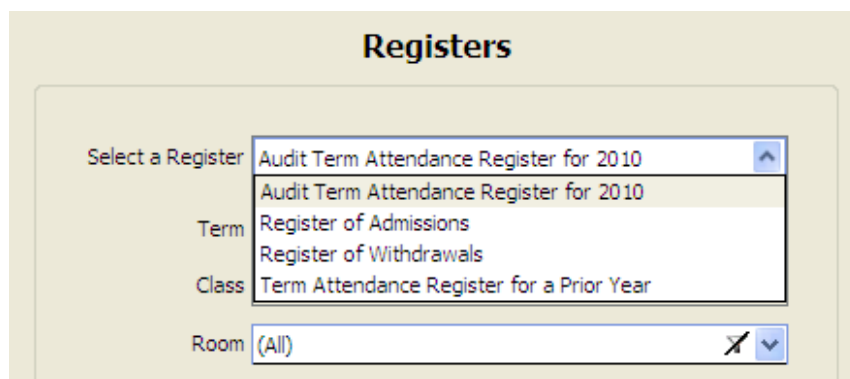 Registers
Select a Register Audit Term Attendance Register for 2010
Audit Term Attendance Register for 2010
Term Register of Admissions
Register of Withdrawals
Class Term Attendance Register for a Prior Year
Room (All)